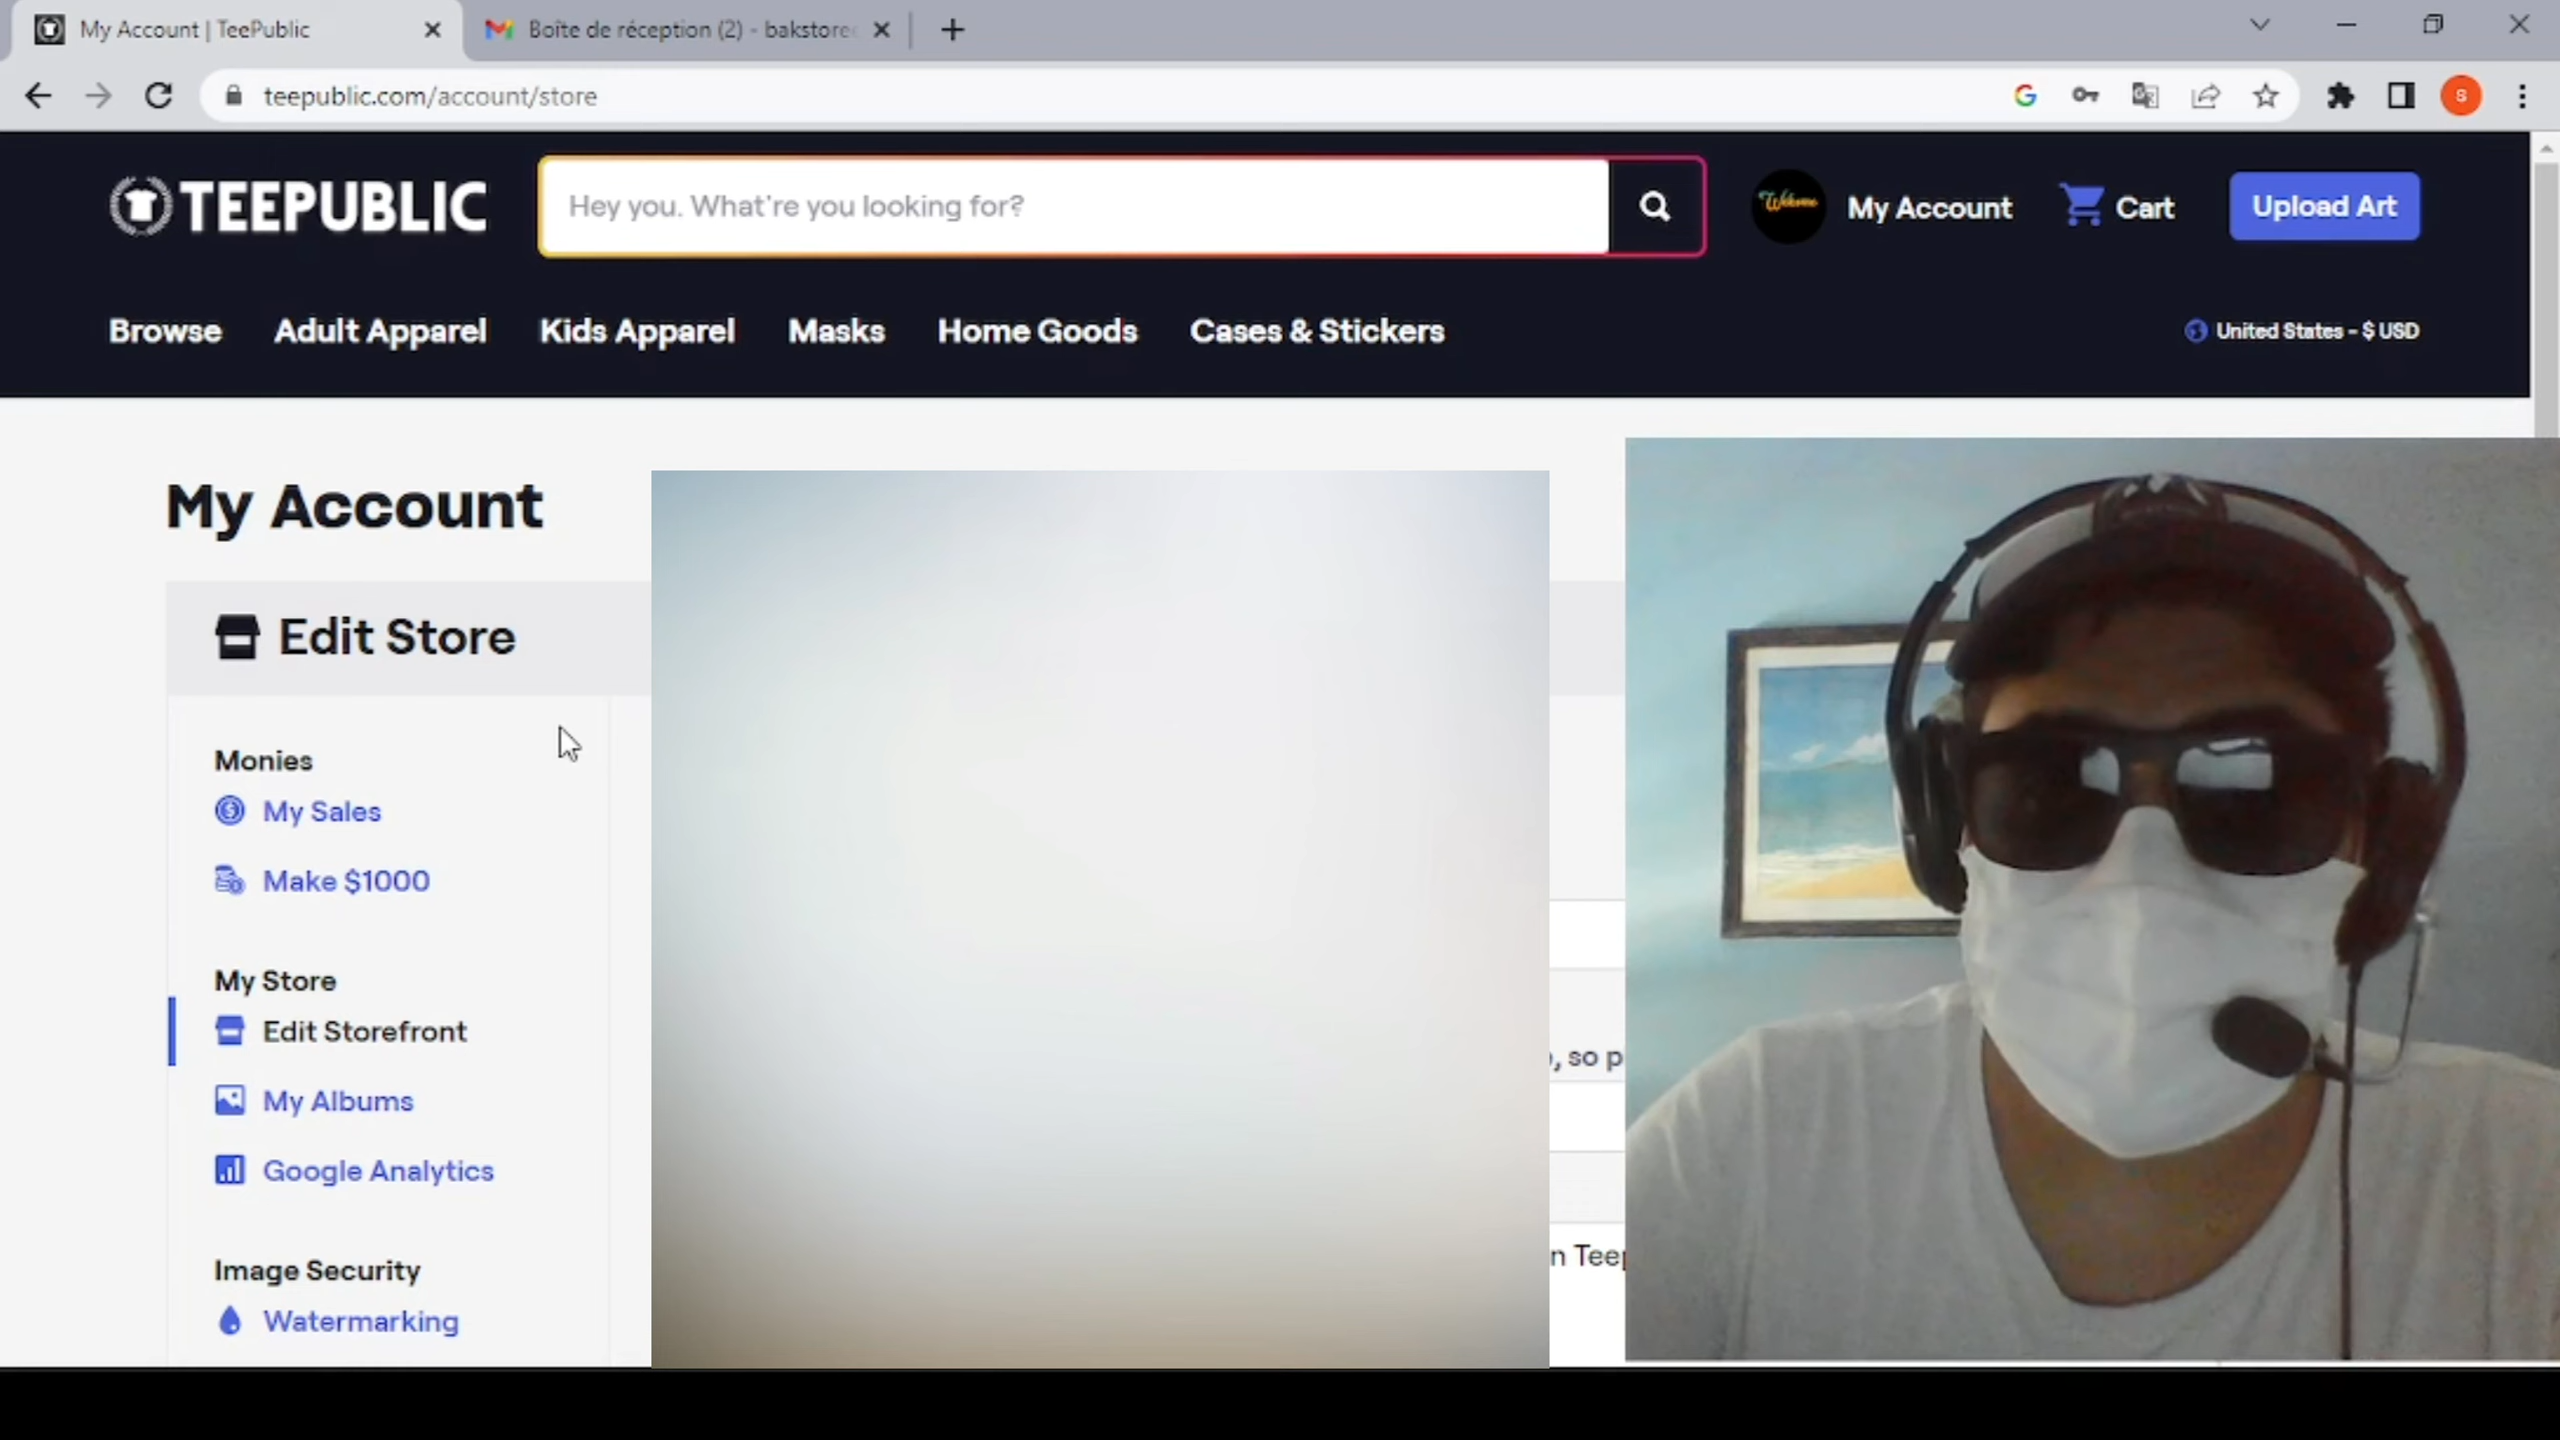 My Account | TeePublic
Boîte de réception (2) - bakstore
teepublic.com/account/store
G
S
TEEPUBLIC
Hey you. What're you looking for?
Welcome
My Account
Cart
Upload Art
Browse
Adult Apparel
Kids Apparel
Masks
Home Goods
Cases & Stickers
United States - $ USD
My Account
Edit Store
Monies
My Sales
Make $1000
My Store
Edit Storefront
, so p
My Albums
Google Analytics
n Teep
Image Security
Watermarking